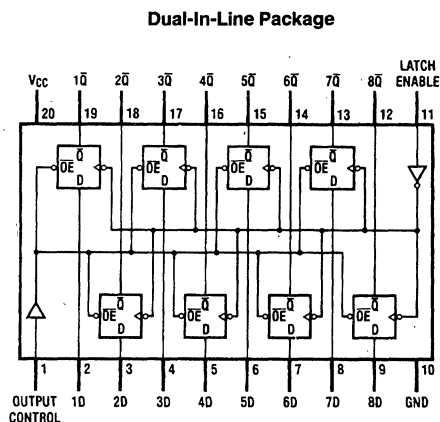 Dual-In-Line Package
LATCH
VCC 1Q̅ 2Q̅ 3Q̅ 4Q̅ 5Q̅ 6Q̅ 7Q̅ 8Q̅ ENABLE
20 19 18 17 16 15 14 13 12 11
Q̅ Q̅ Q̅ Q̅
O̅E̅ O̅E̅ O̅E̅ O̅E̅
D D D D
Q̅ Q̅ Q̅ Q̅
O̅E̅ O̅E̅ O̅E̅ O̅E̅
D D D D
1 2 3 4 5 6 7 8 9 10
OUTPUT 1D 2D 3D 4D 5D 6D 7D 8D GND
CONTROL